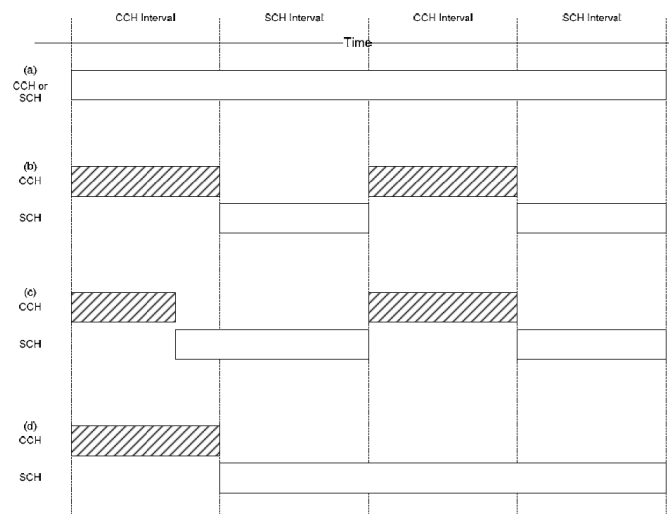 CCH Interval SCH Interval CCH Interval SCH Interval
Time
(a)
CCH or
SCH
(b)
CCH
SCH
(c)
CCH
SCH
(d)
CCH
SCH